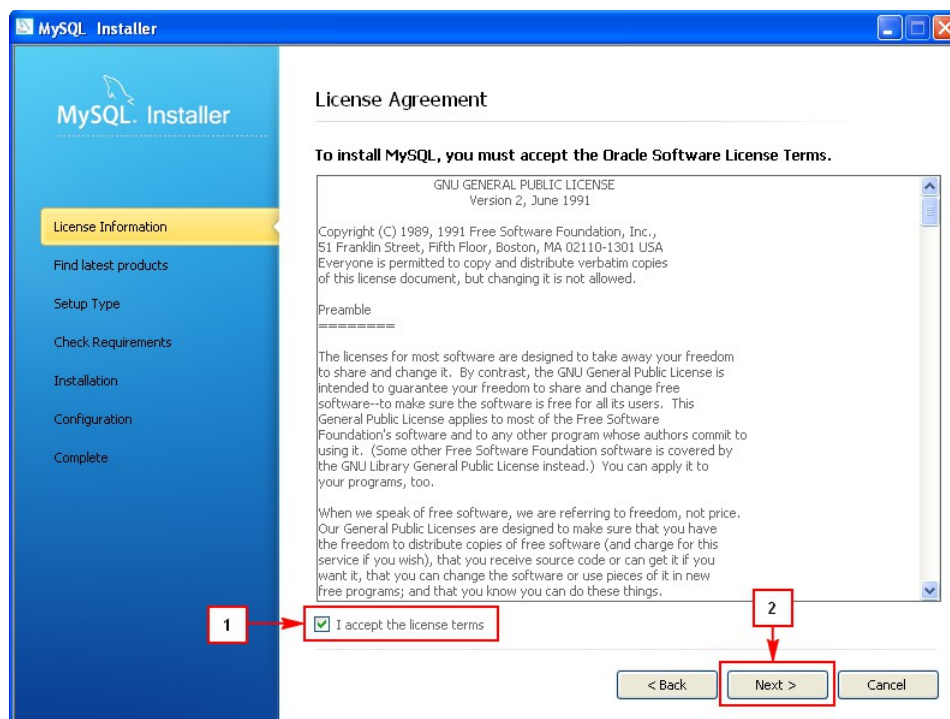 MySQL Installer
MySQL. Installer
License Information
Find latest products
Setup Type
Check Requirements
Installation
Configuration
Complete
License Agreement
To install MySQL, you must accept the Oracle Software License Terms.
GNU GENERAL PUBLIC LICENSE
Version 2, June 1991
Copyright (C) 1989, 1991 Free Software Foundation, Inc.,
51 Franklin Street, Fifth Floor, Boston, MA 02110-1301 USA
Everyone is permitted to copy and distribute verbatim copies
of this license document, but changing it is not allowed.
Preamble
========
The licenses for most software are designed to take away your freedom
to share and change it. By contrast, the GNU General Public License is
intended to guarantee your freedom to share and change free
software--to make sure the software is free for all its users. This
General Public License applies to most of the Free Software
Foundation's software and to any other program whose authors commit to
using it. (Some other Free Software Foundation software is covered by
the GNU Library General Public License instead.) You can apply it to
your programs, too.
When we speak of free software, we are referring to freedom, not price.
Our General Public Licenses are designed to make sure that you have
the freedom to distribute copies of free software (and charge for this
service if you wish), that you receive source code or can get it if you
want it, that you can change the software or use pieces of it in new
free programs; and that you know you can do these things.
1
I accept the license terms
2
< Back
Next >
Cancel